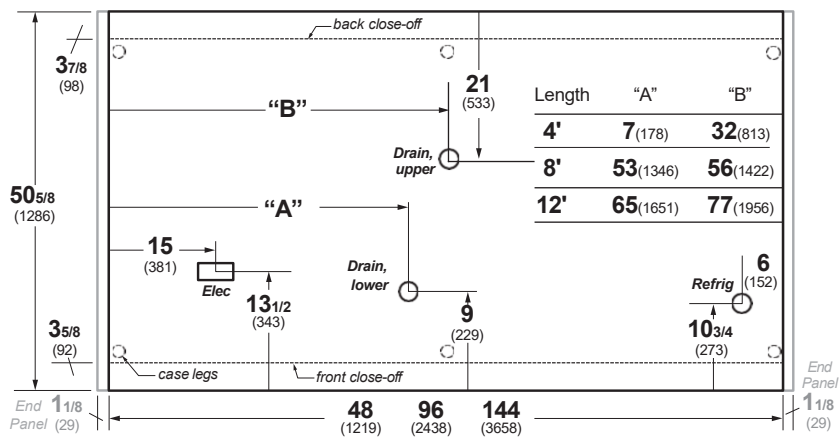 back close-off
3 7/8
(98)
21
(533)
Length "A" "B"
4' 7(178) 32(813)
8' 53(1346) 56(1422)
12' 65(1651) 77(1956)
"B"
Drain,
upper
50 5/8
(1286)
"A"
15
(381)
Elec
Drain,
lower
13 1/2
(343)
9
(229)
6
(152)
Refrig
10 3/4
(273)
3 5/8
(92)
case legs
front close-off
End
Panel
1 1/8
(29)
48
(1219)
96
(2438)
144
(3658)
End
Panel
1 1/8
(29)